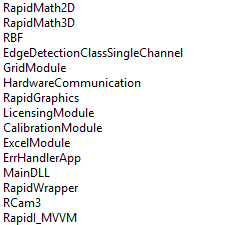 RapidMath2D
RapidMath3D
RBF
EdgeDetectionClassSingleChannel
GridModule
HardwareCommunication
RapidGraphics
LicensingModule
CalibrationModule
ExcelModule
ErrHandlerApp
MainDLL
RapidWrapper
RCam3
RapidI_MVVM